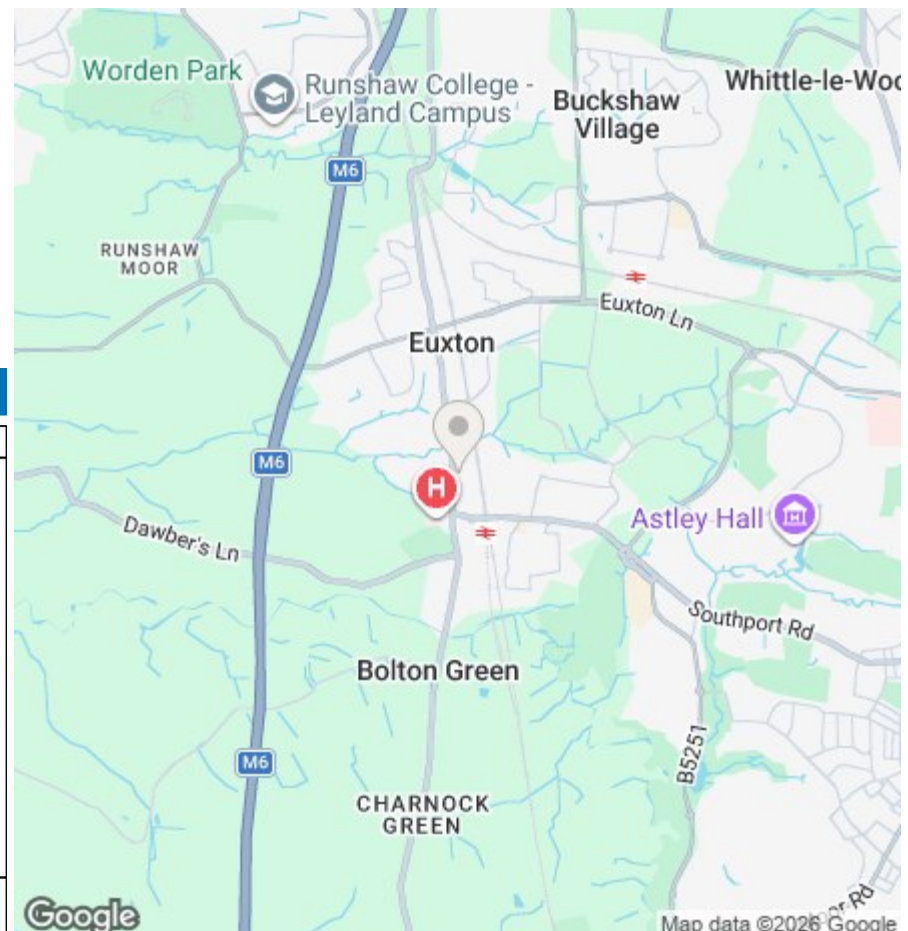 Worden Park
Runshaw College -
Leyland Campus
Buckshaw
Village
Whittle-le-Woo
M6
RUNSHAW
MOOR
Euxton Ln
Euxton
M6
H
Astley Hall
Dawber's Ln
Southport Rd
Bolton Green
B5251
M6
CHARNOCK
GREEN
Google
Map data ©2026 Google